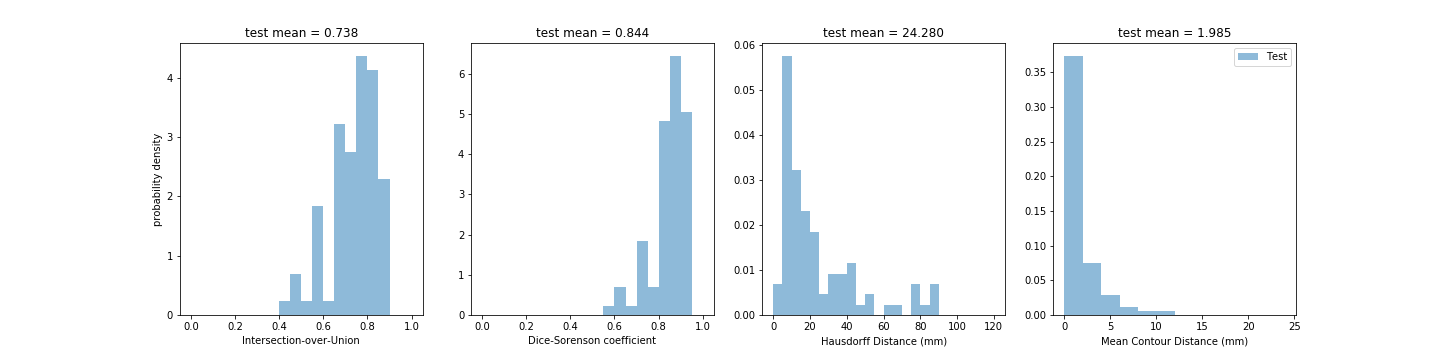 test mean = 0.738
probability density
4
3
2
1
0
0.0 0.2 0.4 0.6 0.8 1.0
Intersection-over-Union
test mean = 0.844
6
5
4
3
2
1
0
0.0 0.2 0.4 0.6 0.8 1.0
Dice-Sorenson coefficient
test mean = 24.280
0.06
0.05
0.04
0.03
0.02
0.01
0.00
0 20 40 60 80 100 120
Hausdorff Distance (mm)
test mean = 1.985
Test
0.35
0.30
0.25
0.20
0.15
0.10
0.05
0.00
0 5 10 15 20 25
Mean Contour Distance (mm)